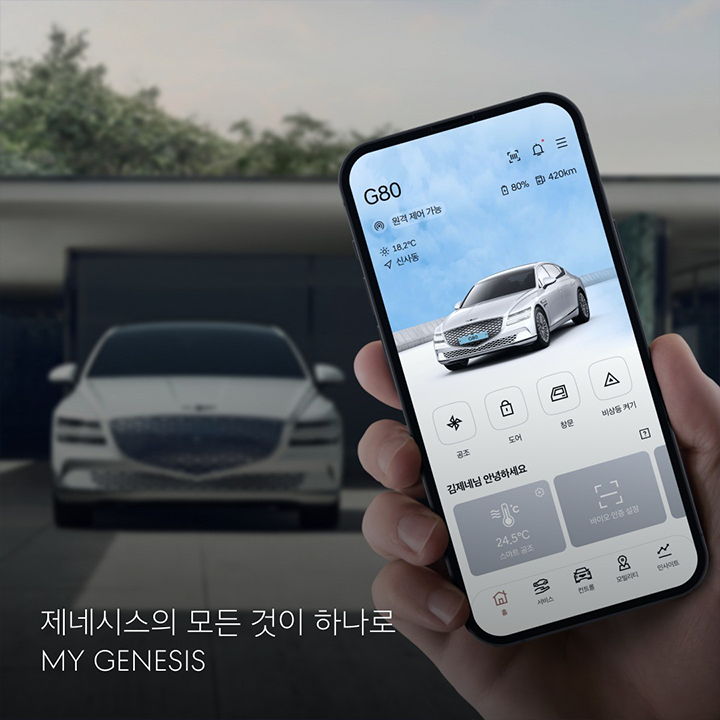 G80
80% 420km
원격 제어 가능
18.2°C
신사동
G80
공조 도어 창문 비상등 켜기
김제네님 안녕하세요
°C
24.5°C
스마트 공조
바이오 인증 설정
홈 서비스 컨트롤 모빌리티 인사이트
제네시스의 모든 것이 하나로
MY GENESIS